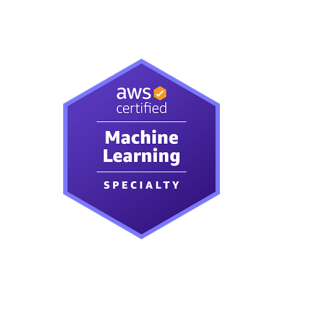 aws
certified
Machine
Learning
SPECIALTY